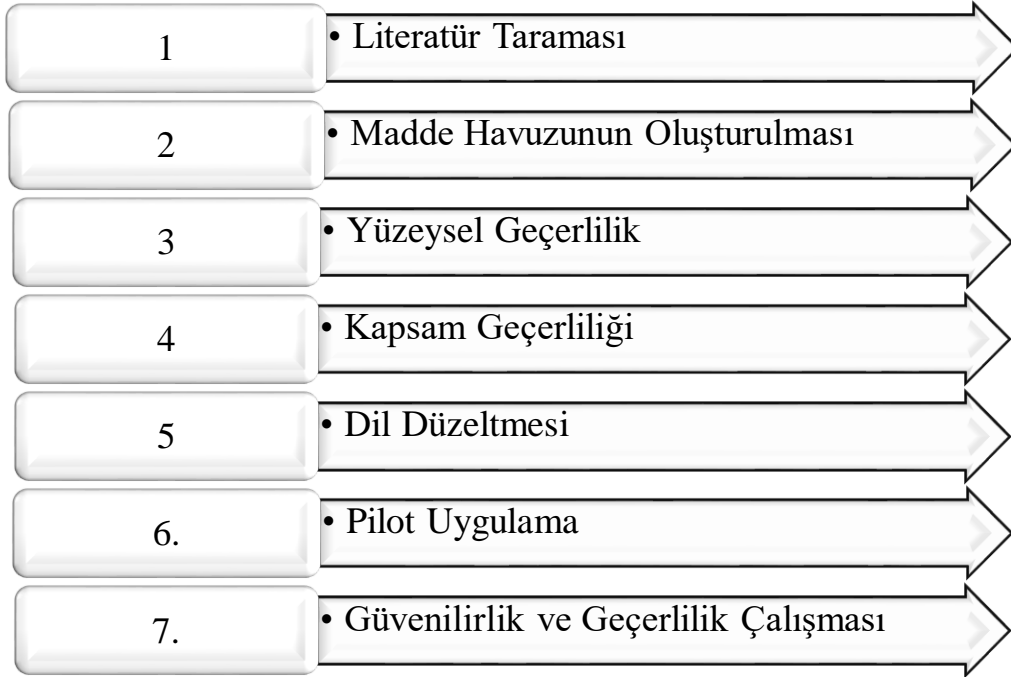 1
• Literatür Taraması
2
• Madde Havuzunun Oluşturulması
3
• Yüzeysel Geçerlilik
4
• Kapsam Geçerliliği
5
• Dil Düzeltmesi
6.
• Pilot Uygulama
7.
• Güvenilirlik ve Geçerlilik Çalışması